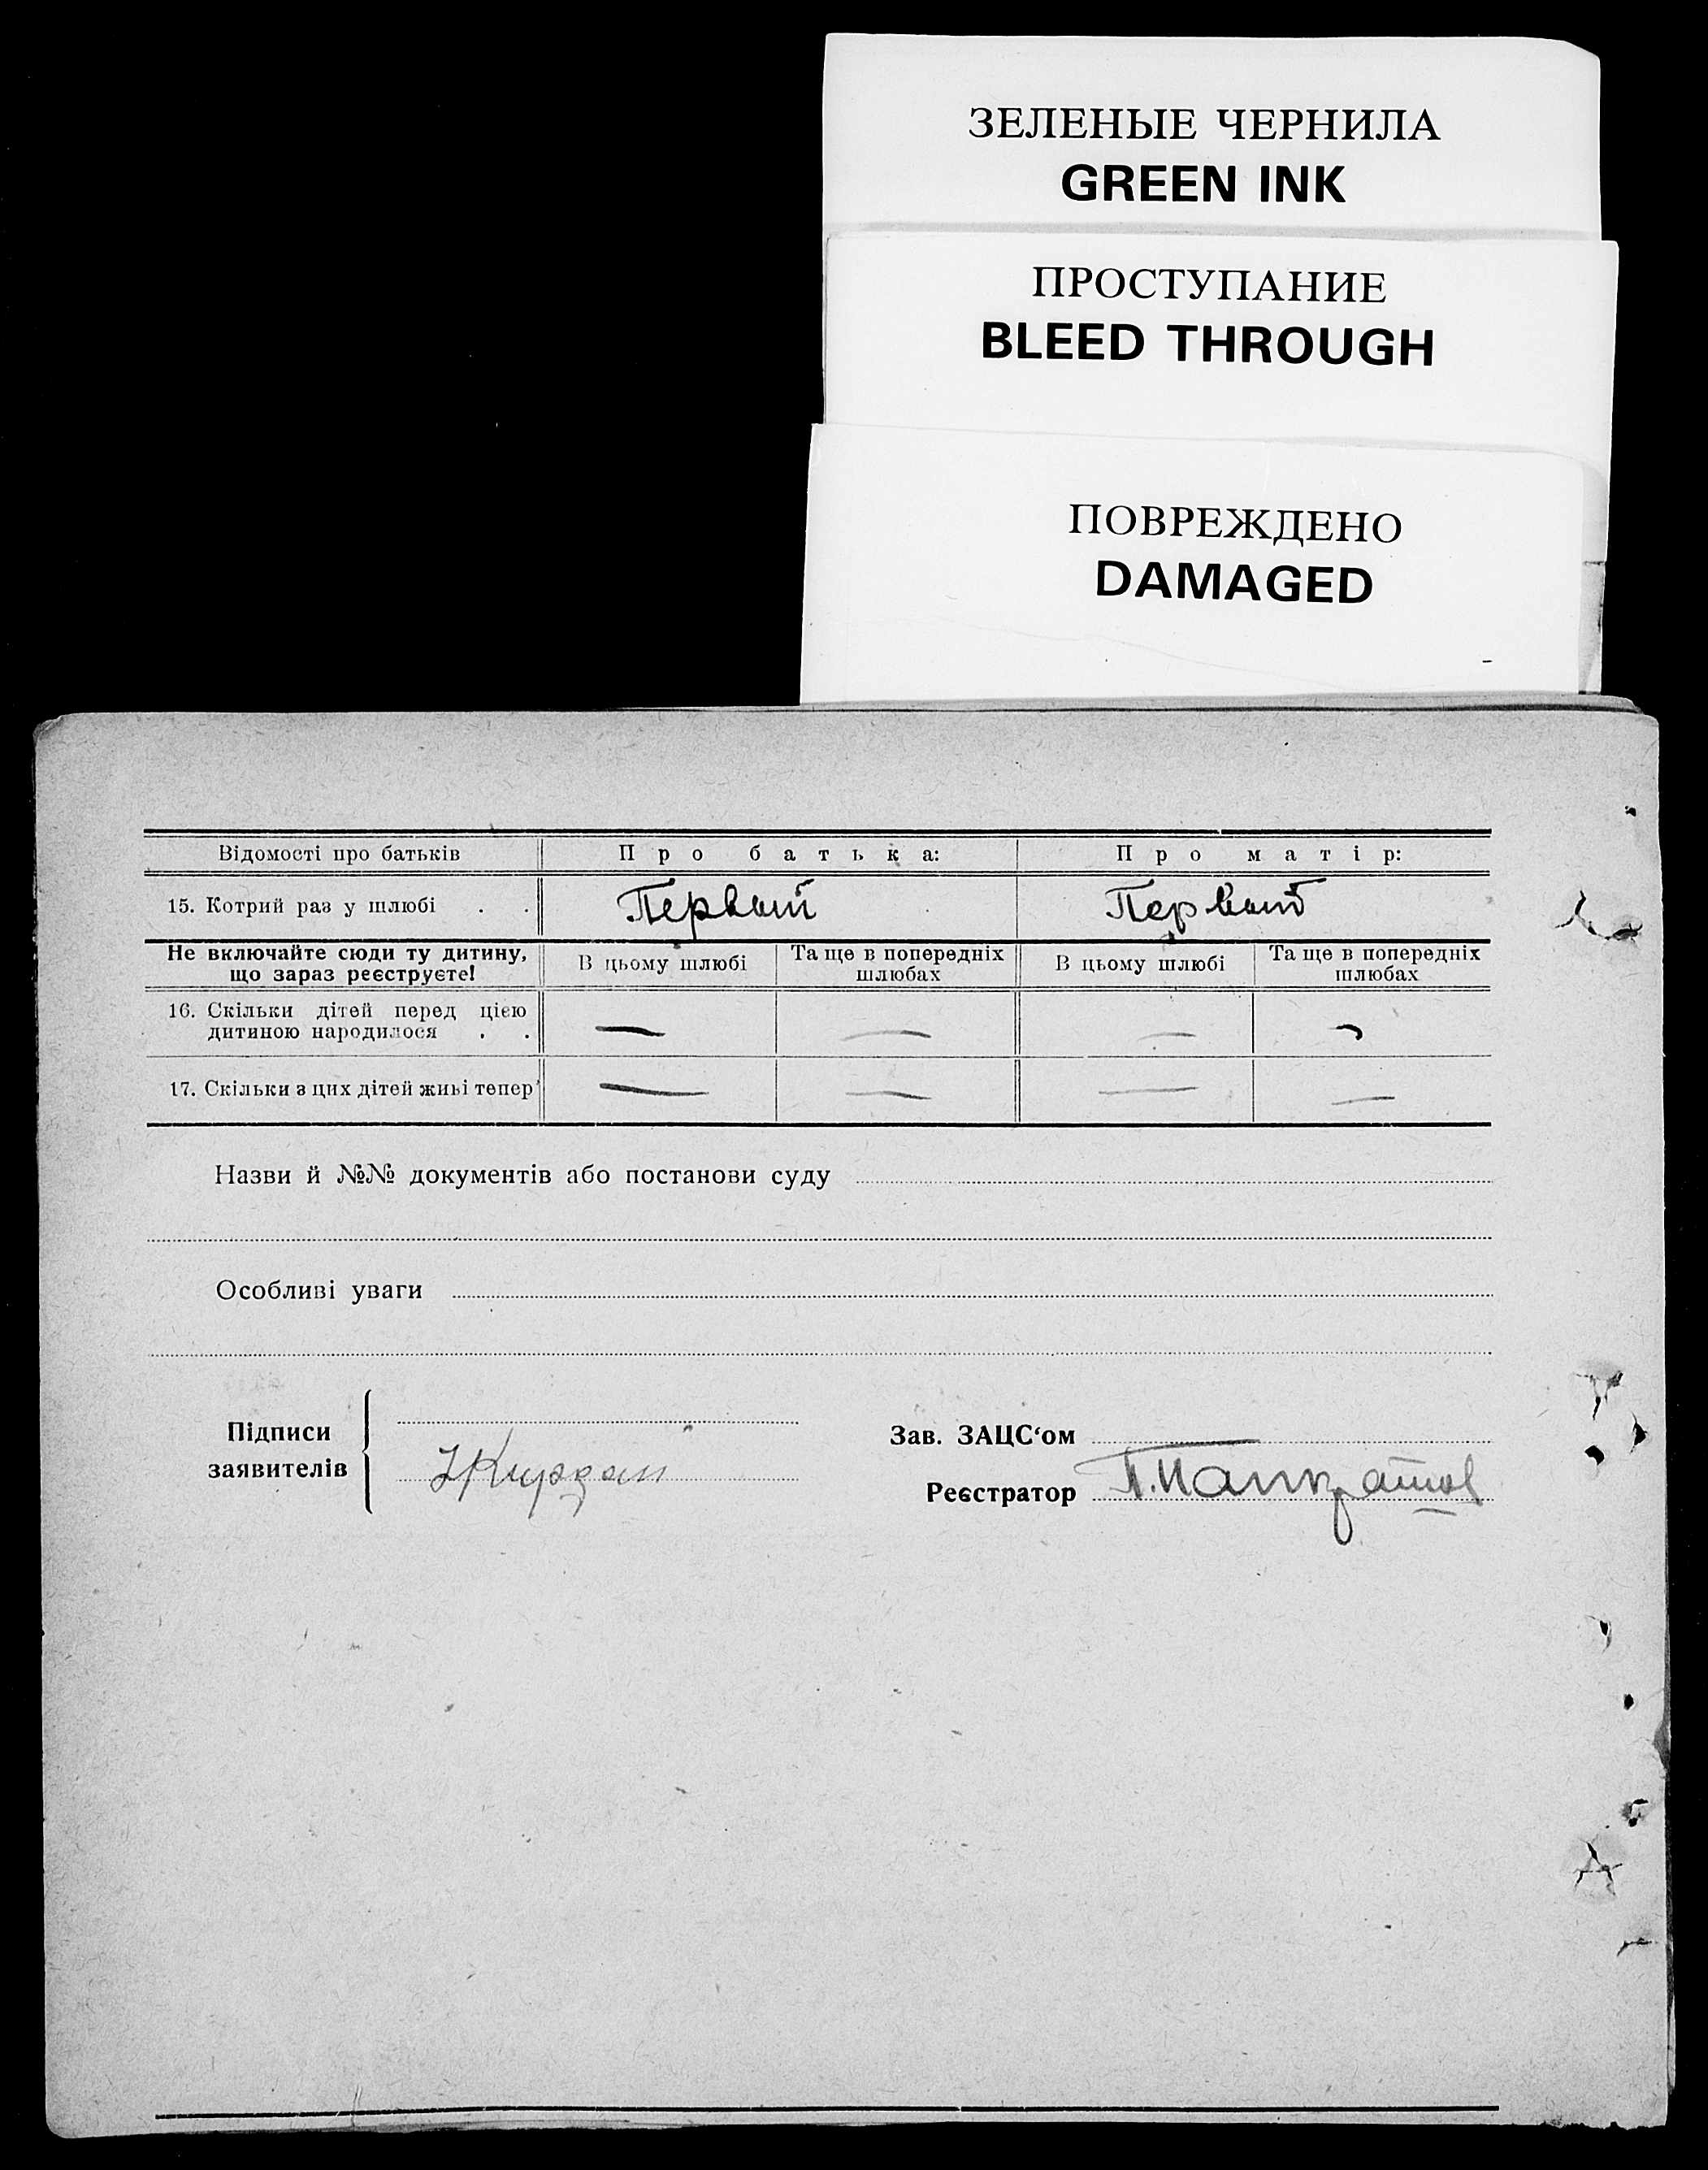 ЗЕЛЕНЫЕ ЧЕРНИЛА
GREEN INK
ПРОСТУПАНИЕ
BLEED THROUGH
ПОВРЕЖДЕНО
DAMAGED
Відомості про батьків Про батька: Про матір:
15. Котрий раз у шлюбі . . Первый Первый
Не включайте сюди ту дитину, що зараз реєструєте! В цьому шлюбі Та ще в попередніх шлюбах В цьому шлюбі Та ще в попередніх шлюбах
16. Скільки дітей перед цією дитиною народилося . . — — — —
17. Скільки з цих дітей живі тепер — — — —
Назви й №№ документів або постанови суду
Особливі уваги
Підписи заявителів
Зав. ЗАЦС‘ом
Реєстратор П. Панкратов